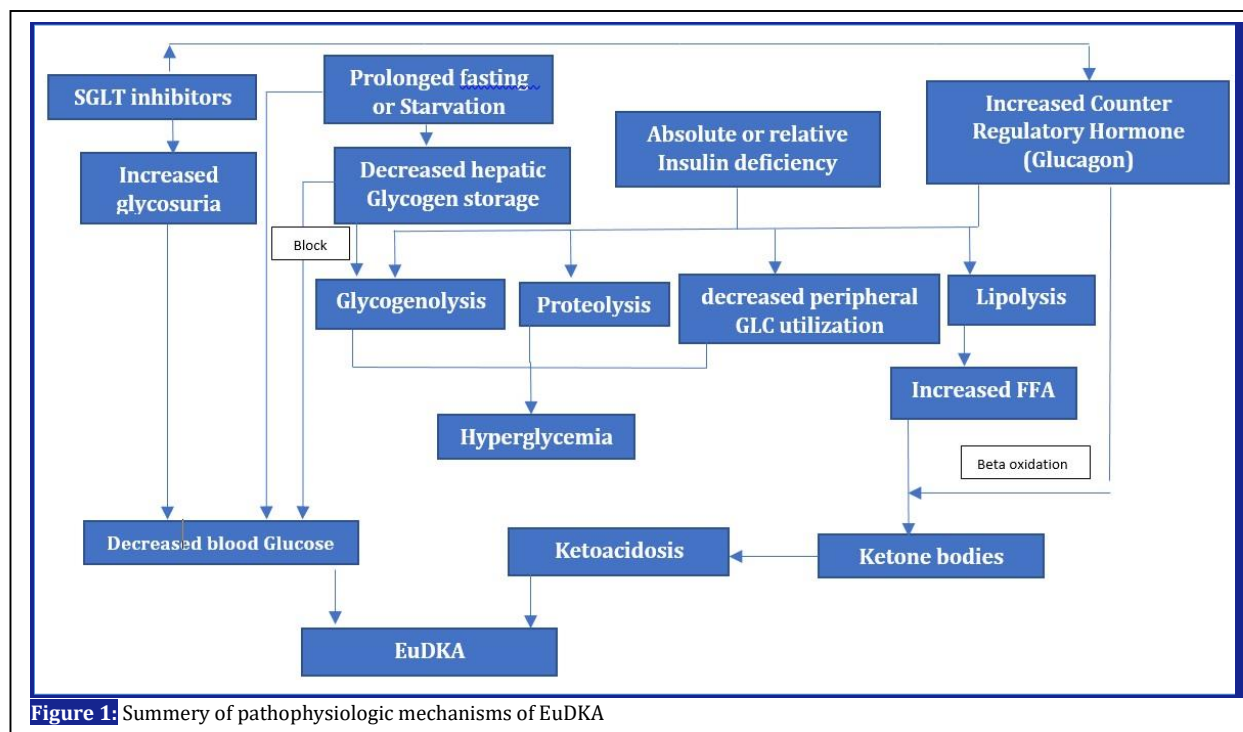 SGLT inhibitors
Prolonged fasting
or Starvation
Increased Counter
Regulatory Hormone
(Glucagon)
Absolute or relative
Insulin deficiency
Increased
glycosuria
Decreased hepatic
Glycogen storage
Block
Glycogenolysis
Proteolysis
decreased peripheral
GLC utilization
Lipolysis
Increased FFA
Hyperglycemia
Beta oxidation
Decreased blood Glucose
Ketoacidosis
Ketone bodies
EuDKA
Figure 1: Summery of pathophysiologic mechanisms of EuDKA